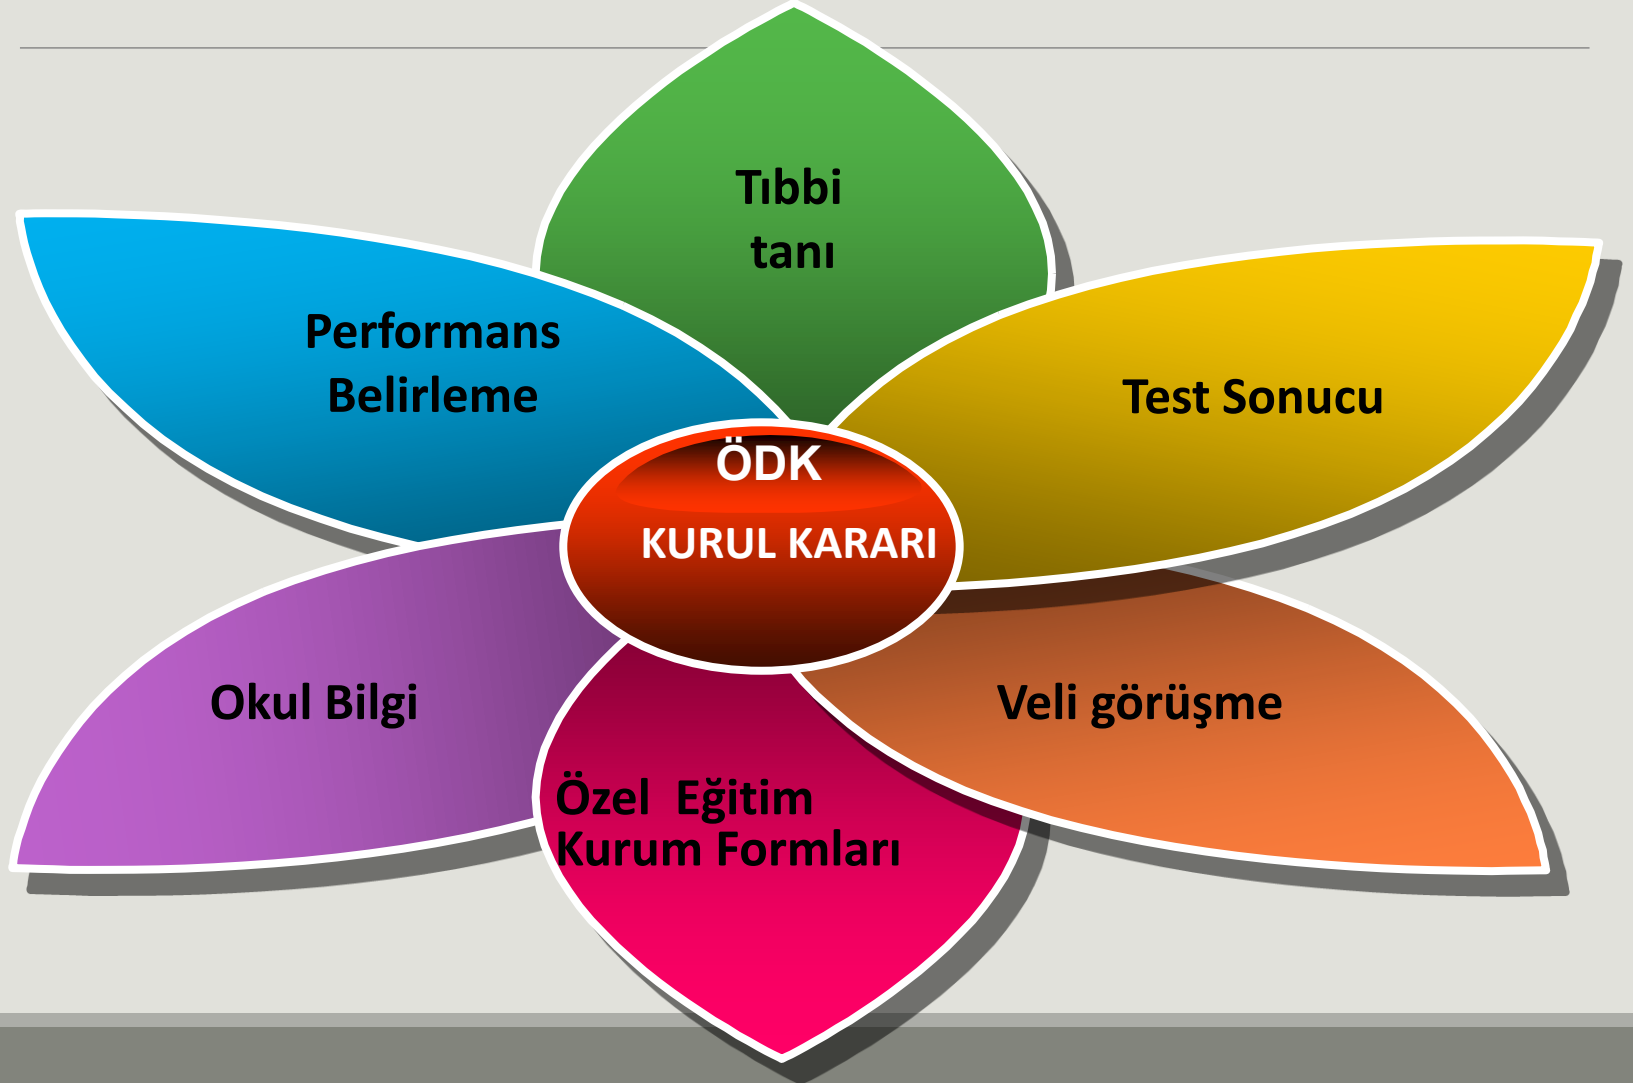 Tıbbi
tanı
Performans
Belirleme
Test Sonucu
ÖDK
KURUL KARARI
Okul Bilgi
Veli görüşme
Özel  Eğitim
Kurum Formları